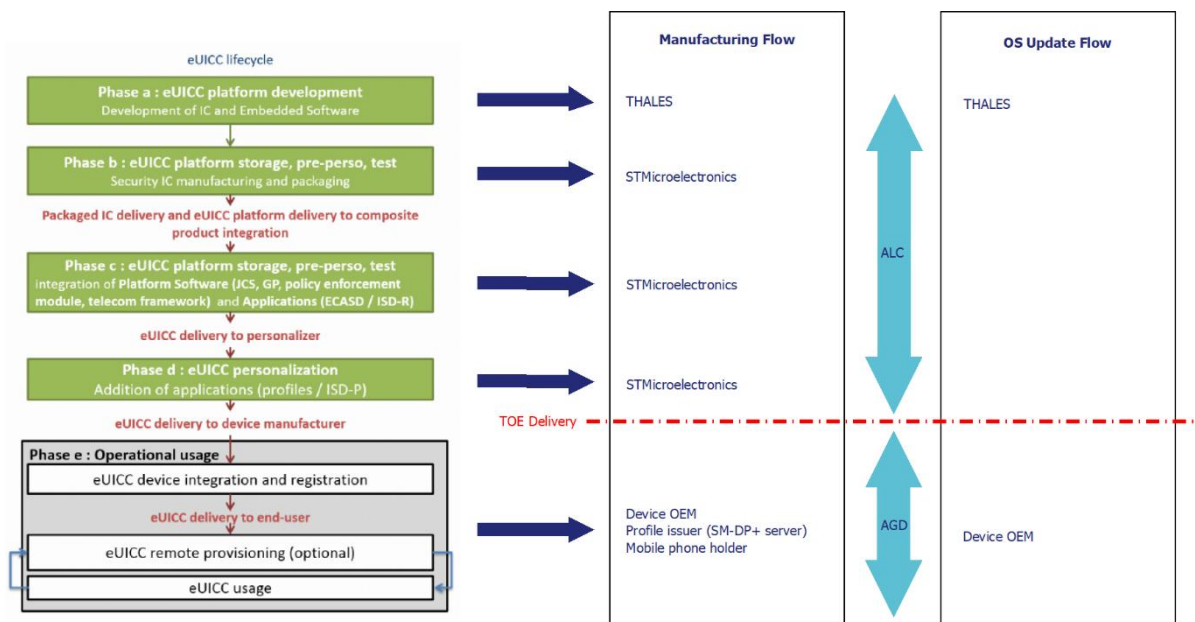 eUICC lifecycle
Phase a : eUICC platform development
Development of IC and Embedded Software
Phase b : eUICC platform storage, pre-perso, test
Security IC manufacturing and packaging
Packaged IC delivery and eUICC platform delivery to composite
product integration
Phase c : eUICC platform storage, pre-perso, test
integration of Platform Software (JCS, GP, policy enforcement
module, telecom framework) and Applications (ECASD / ISD-R)
eUICC delivery to personalizer
Phase d : eUICC personalization
Addition of applications (profiles / ISD-P)
eUICC delivery to device manufacturer
Phase e : Operational usage
eUICC device integration and registration
eUICC delivery to end-user
eUICC remote provisioning (optional)
eUICC usage
Manufacturing Flow
THALES
STMicroelectronics
STMicroelectronics
STMicroelectronics
TOE Delivery
Device OEM
Profile issuer (SM-DP+ server)
Mobile phone holder
ALC
AGD
OS Update Flow
THALES
Device OEM